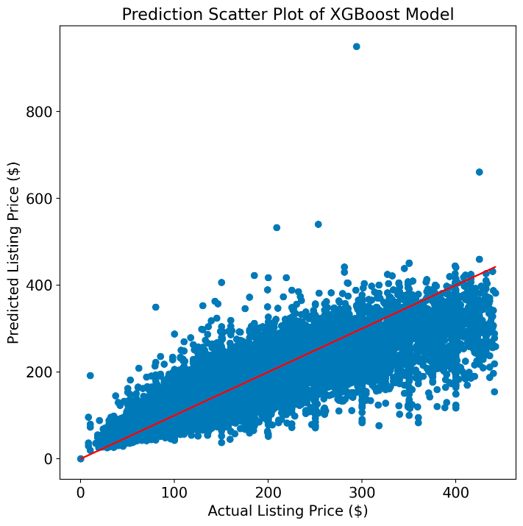 Prediction Scatter Plot of XGBoost Model
800
600
400
200
0
Predicted Listing Price ($)
0 100 200 300 400
Actual Listing Price ($)